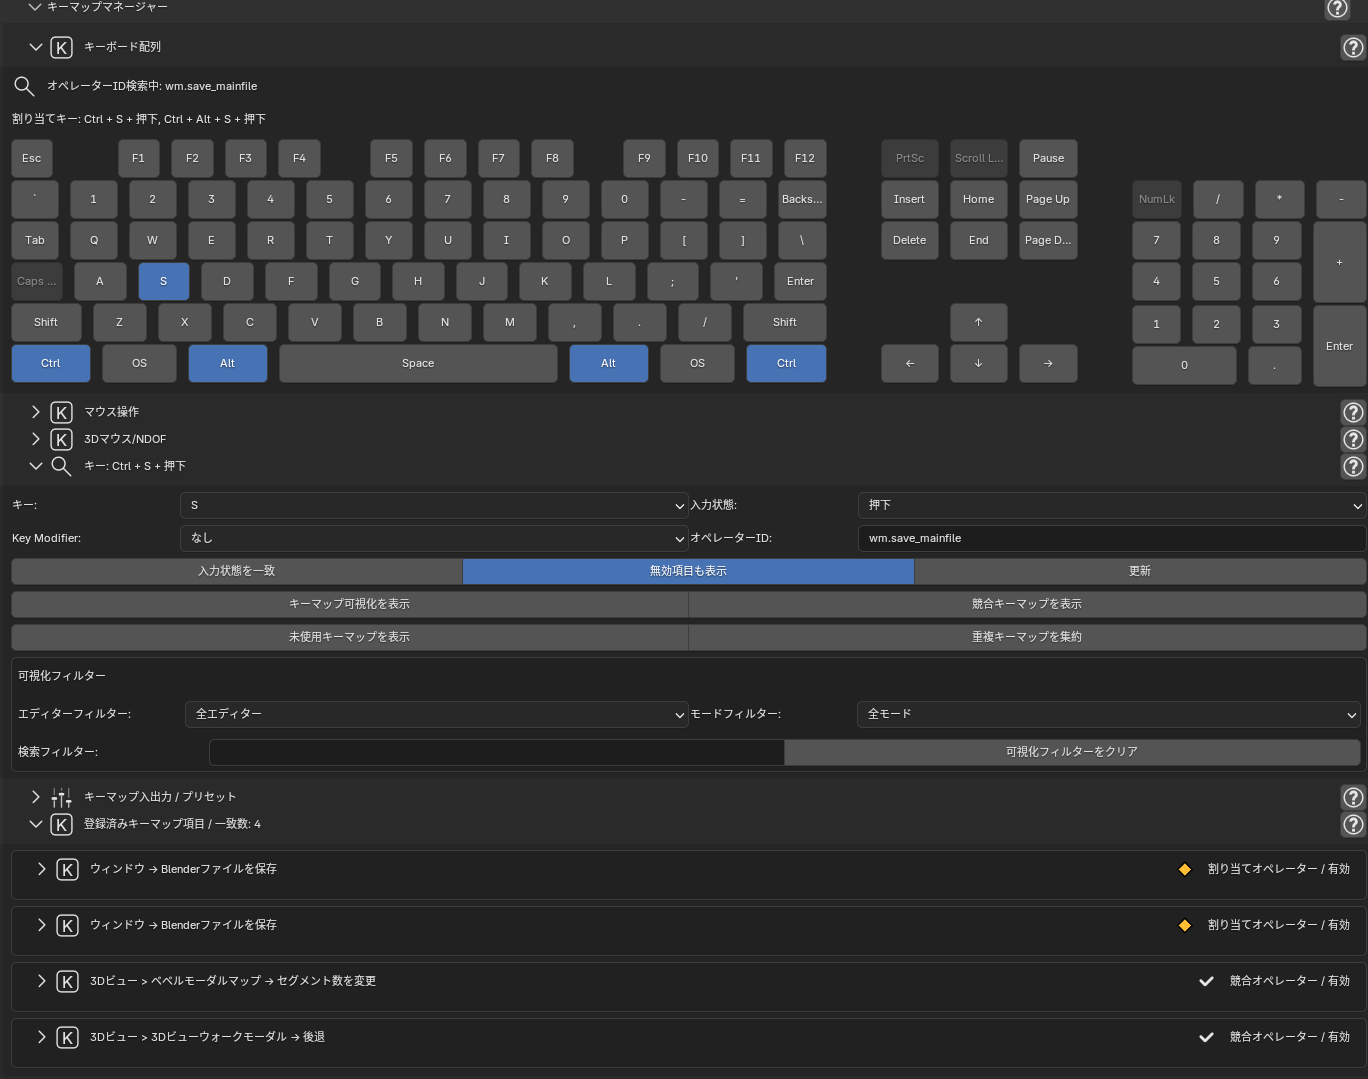 キーマップマネージャー
キーボード配列
オペレーターID検索中: wm.save_mainfile
割り当てキー: Ctrl + S + 押下, Ctrl + Alt + S + 押下
Esc F1 F2 F3 F4 F5 F6 F7 F8 F9 F10 F11 F12 PrtSc Scroll L... Pause
` 1 2 3 4 5 6 7 8 9 0 - = Backs... Insert Home Page Up NumLk / * -
Tab Q W E R T Y U I O P [ ] \ Delete End Page D... 7 8 9 +
Caps ... A S D F G H J K L ; ' Enter 4 5 6
Shift Z X C V B N M , . / Shift ↑ 1 2 3 Enter
Ctrl OS Alt Space Alt OS Ctrl ← ↓ → 0 .
マウス操作
3Dマウス/NDOF
キー: Ctrl + S + 押下
キー: S 入力状態: 押下
Key Modifier: なし オペレーターID: wm.save_mainfile
入力状態を一致 無効項目も表示 更新
キーマップ可視化を表示 競合キーマップを表示
未使用キーマップを表示 重複キーマップを集約
可視化フィルター
エディターフィルター: 全エディター モードフィルター: 全モード
検索フィルター: 可視化フィルターをクリア
キーマップ入出力 / プリセット
登録済みキーマップ項目 / 一致数: 4
ウィンドウ → Blenderファイルを保存 割り当てオペレーター / 有効
ウィンドウ → Blenderファイルを保存 割り当てオペレーター / 有効
3Dビュー > ベベルモーダルマップ → セグメント数を変更 競合オペレーター / 有効
3Dビュー > 3Dビューウォークモーダル → 後退 競合オペレーター / 有効